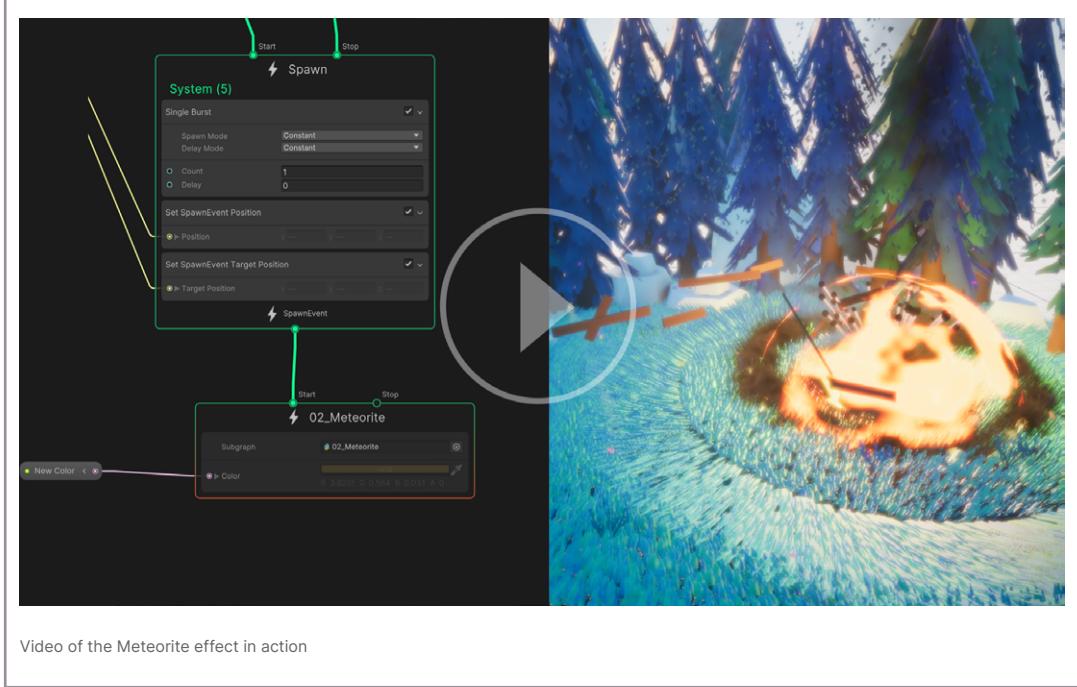 Start Stop
Spawn
System (5)
Single Burst
Spawn Mode Constant
Delay Mode Constant
Count 1
Delay 0
Set SpawnEvent Position
Position
Set SpawnEvent Target Position
Target Position
SpawnEvent
Start Stop
02_Meteorite
Subgraph 02_Meteorite
New Color
Color
Video of the Meteorite effect in action